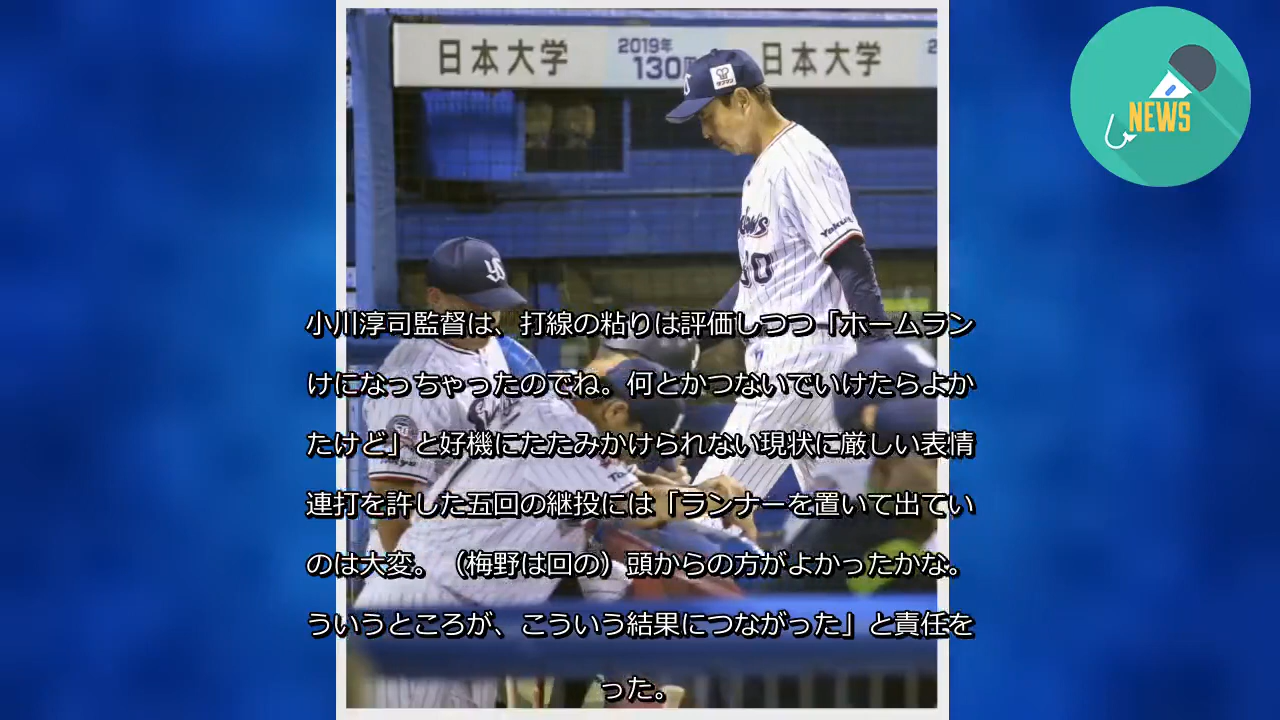 日本大学
2019年
130周
日本大学
NEWS
小川淳司監督は、打線の粘りは評価しつつ「ホームラン
けになっちゃったのでね。何とかつないでいけたらよか
たけど」と好機にたたみかけられない現状に厳しい表情
連打を許した五回の継投には「ランナーを置いて出てい
のは大変。（梅野は回の）頭からの方がよかったかな。
ういうところが、こういう結果につながった」と責任を
った。